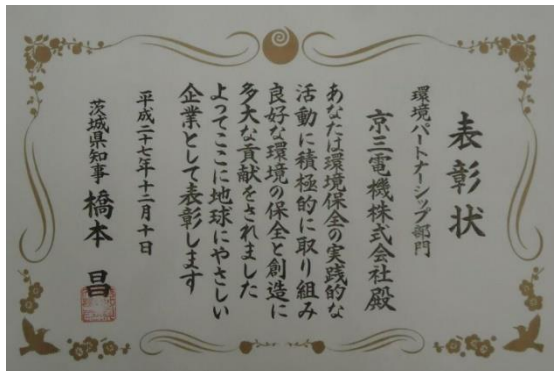 表彰状
環境パートナーシップ部門
京三電機株式会社殿
あなたは環境保全の実践的な
活動に積極的に取り組み
良好な環境の保全と創造に
多大な貢献をされました
よってここに地球にやさしい
企業として表彰します
平成二十七年十二月十日
茨城県知事 橋本 昌